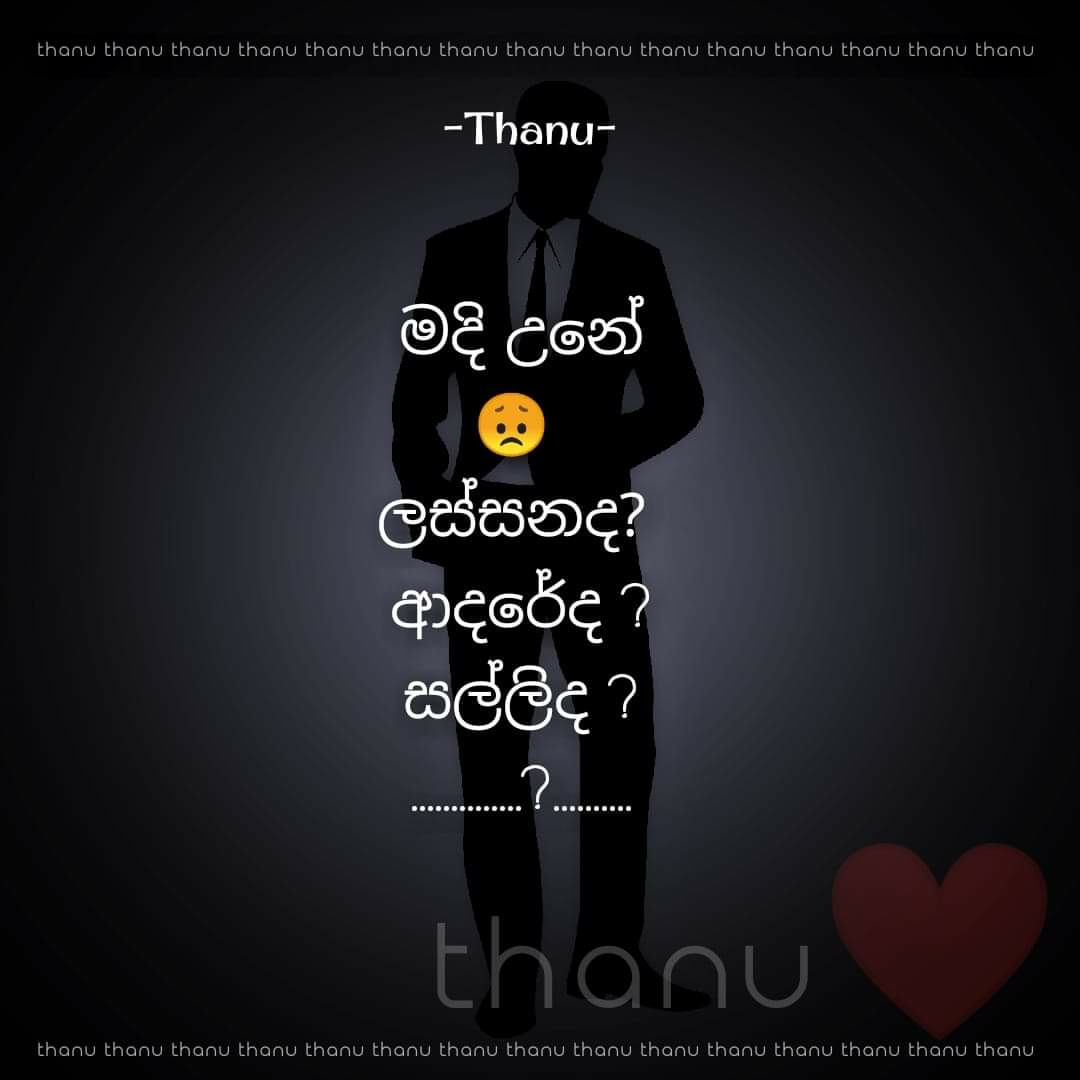 thanu thanu thanu thanu thanu thanu thanu thanu thanu thanu thanu thanu thanu thanu thanu
-Thanu-
මදි උනේ
😞
ලස්සනද?
ආදරේද ?
සල්ලිද ?
..............?..........
thanu
thanu thanu thanu thanu thanu thanu thanu thanu thanu thanu thanu thanu thanu thanu thanu